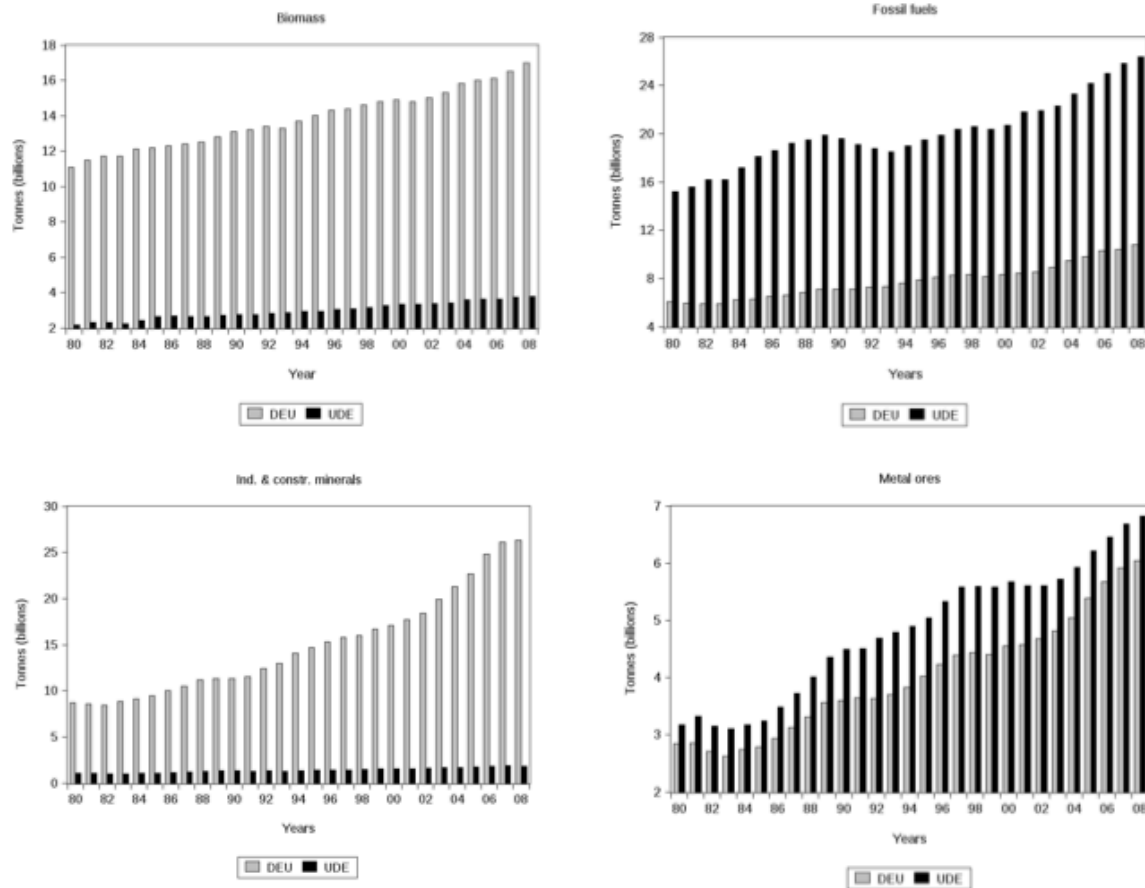 Biomass
18
16
14
12
10
8
6
4
2
Tonnes (billions)
80 82 84 86 88 90 92 94 96 98 00 02 04 06 08
Year
DEU UDE
Fossil fuels
28
24
20
16
12
8
4
Tonnes (billions)
80 82 84 86 88 90 92 94 96 98 00 02 04 06 08
Years
DEU UDE
Ind. & constr. minerals
30
25
20
15
10
5
0
Tonnes (billions)
80 82 84 86 88 90 92 94 96 98 00 02 04 06 08
Years
DEU UDE
Metal ores
7
6
5
4
3
2
Tonnes (billions)
80 82 84 86 88 90 92 94 96 98 00 02 04 06 08
Years
DEU UDE